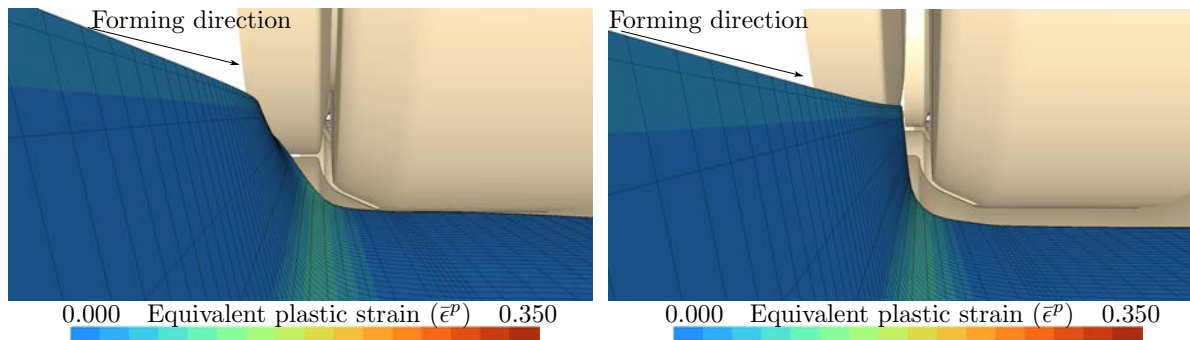 Forming direction
0.000 Equivalent plastic strain (ε̄ᵖ) 0.350
Forming direction
0.000 Equivalent plastic strain (ε̄ᵖ) 0.350